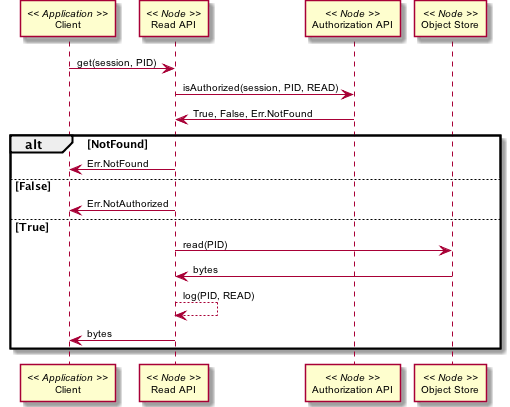 << Application >>
Client
<< Node >>
Read API
<< Node >>
Authorization API
<< Node >>
Object Store
get(session, PID)
isAuthorized(session, PID, READ)
True, False, Err.NotFound
alt [NotFound]
Err.NotFound
[False]
Err.NotAuthorized
[True]
read(PID)
bytes
log(PID, READ)
bytes
<< Application >>
Client
<< Node >>
Read API
<< Node >>
Authorization API
<< Node >>
Object Store